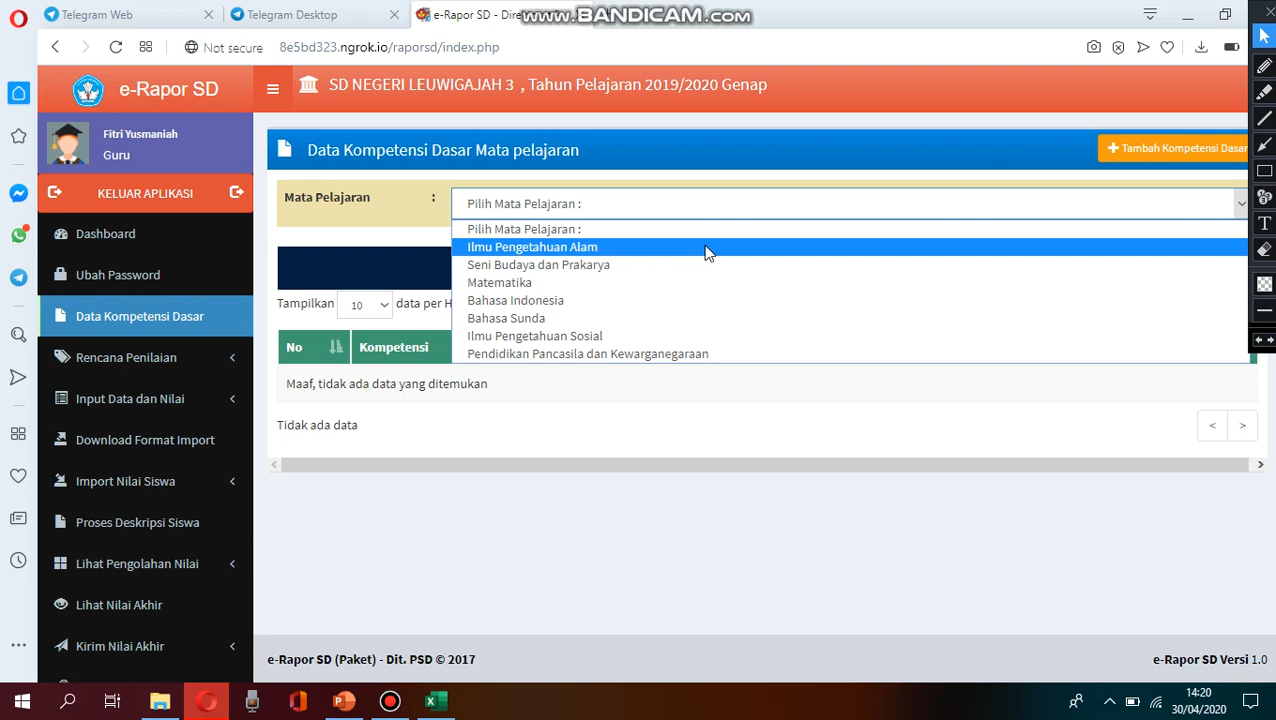 Telegram Web
Telegram Desktop
e-Rapor SD - Dire
www.BANDICAM.com
Not secure
8e5bd323.ngrok.io/raporsd/index.php
e-Rapor SD
SD NEGERI LEUWIGAJAH 3 , Tahun Pelajaran 2019/2020 Genap
Fitri Yusmaniah
Guru
KELUAR APLIKASI
Dashboard
Ubah Password
Data Kompetensi Dasar
Rencana Penilaian
Input Data dan Nilai
Download Format Import
Import Nilai Siswa
Proses Deskripsi Siswa
Lihat Pengolahan Nilai
Lihat Nilai Akhir
Kirim Nilai Akhir
Data Kompetensi Dasar Mata pelajaran
Tambah Kompetensi Dasar
Mata Pelajaran :
Pilih Mata Pelajaran :
Pilih Mata Pelajaran :
Ilmu Pengetahuan Alam
Seni Budaya dan Prakarya
Matematika
Bahasa Indonesia
Bahasa Sunda
Ilmu Pengetahuan Sosial
Pendidikan Pancasila dan Kewarganegaraan
Tampilkan 10 data per H
No Kompetensi
Maaf, tidak ada data yang ditemukan
Tidak ada data
< >
e-Rapor SD (Paket) - Dit. PSD © 2017
e-Rapor SD Versi 1.0
14:20
30/04/2020